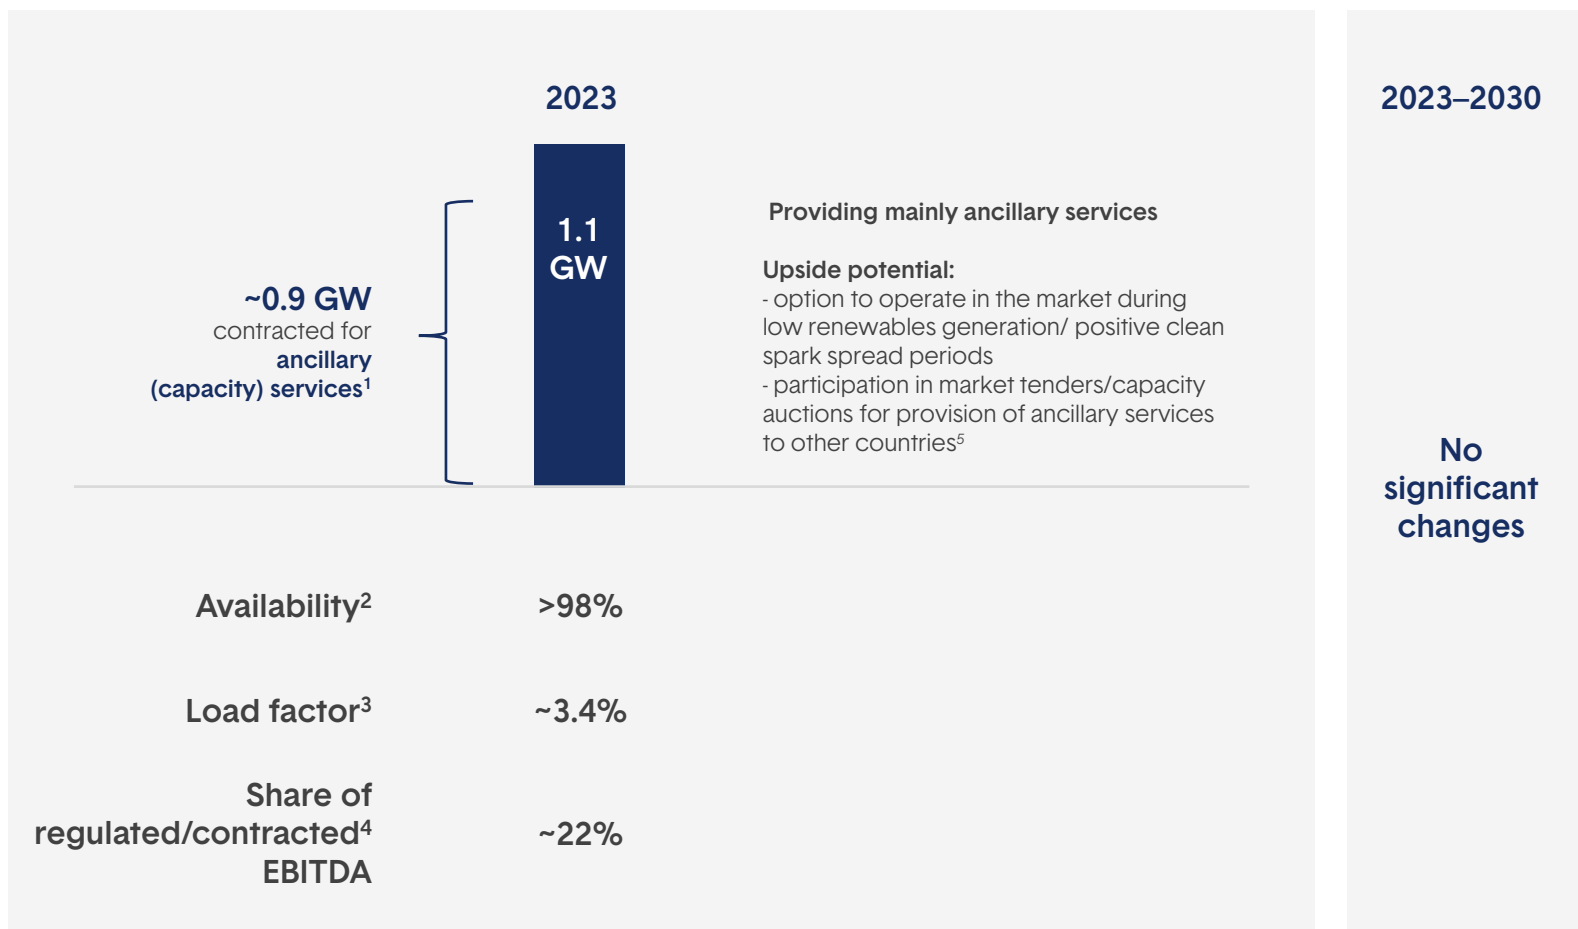 2023
2023–2030
1.1
GW
~0.9 GW
contracted for
ancillary
(capacity) services¹
Providing mainly ancillary services
Upside potential:
- option to operate in the market during
low renewables generation/ positive clean
spark spread periods
- participation in market tenders/capacity
auctions for provision of ancillary services
to other countries⁵
No
significant
changes
Availability²
>98%
Load factor³
~3.4%
Share of
regulated/contracted⁴
EBITDA
~22%